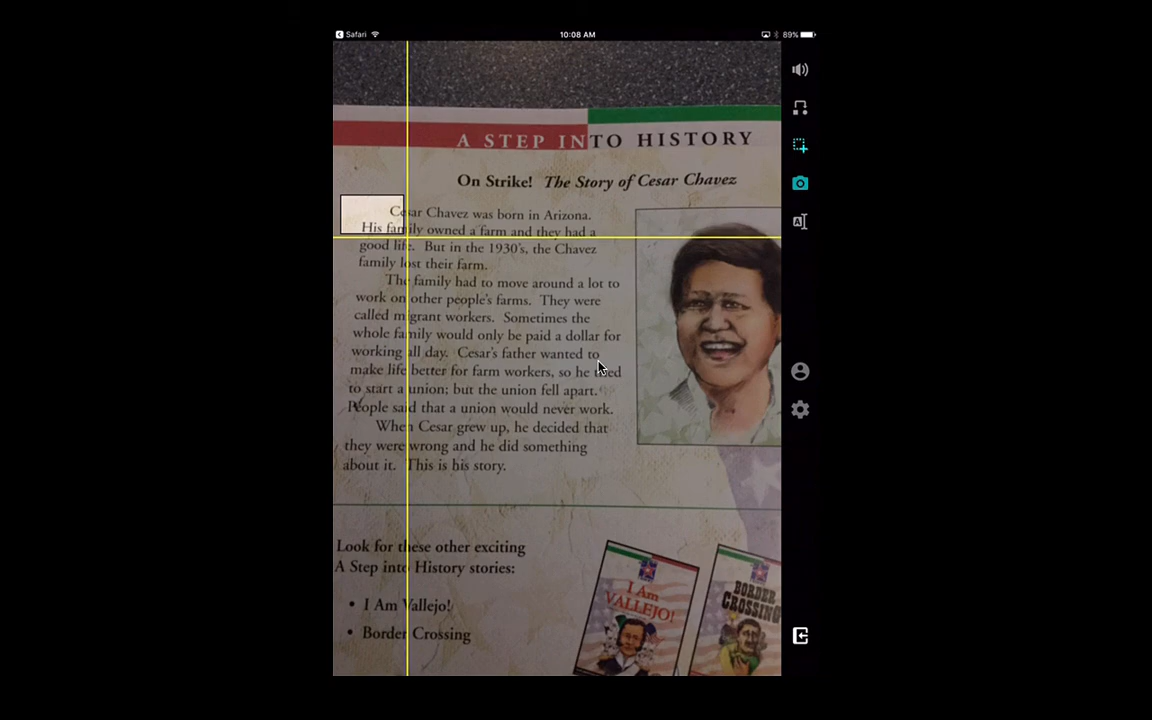 Safari
10:08 AM
89%
A STEP INTO HISTORY
On Strike! The Story of Cesar Chavez
Cesar Chavez was born in Arizona.
His family owned a farm and they had a
good life. But in the 1930's, the Chavez
family lost their farm.
The family had to move around a lot to
work on other people's farms. They were
called migrant workers. Sometimes the
whole family would only be paid a dollar for
working all day. Cesar's father wanted to
make life better for farm workers, so he tried
to start a union; but the union fell apart.
People said that a union would never work.
When Cesar grew up, he decided that
they were wrong and he did something
about it. This is his story.
Look for these other exciting
A Step into History stories:
• I Am Vallejo!
• Border Crossing
I Am
VALLEJO!
BORDER
CROSSING
A